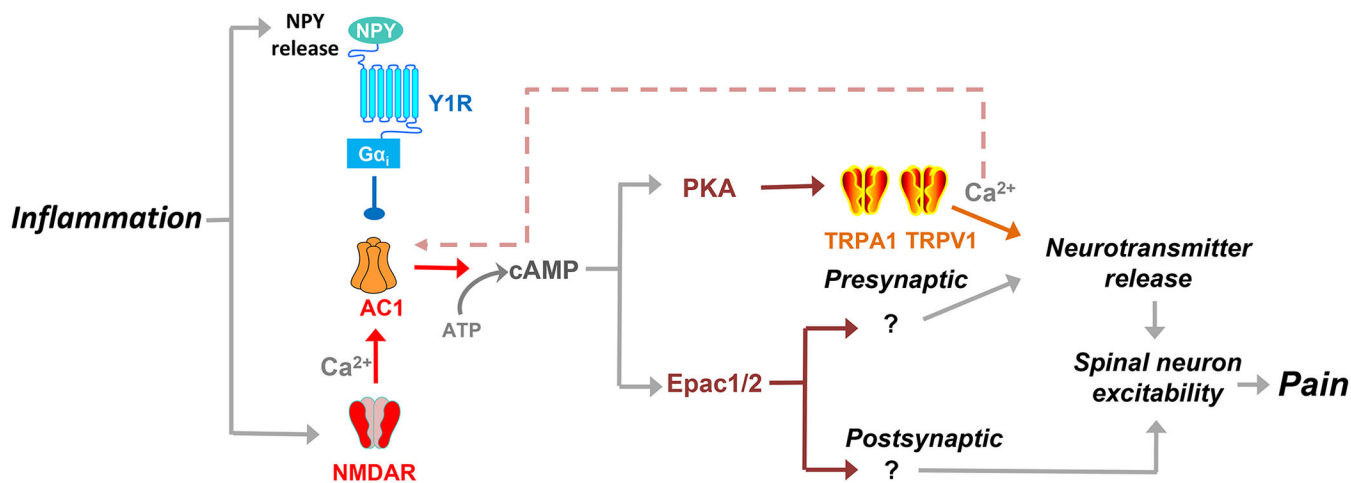 NPY
release
NPY
Y1R
Gαi
Inflammation
AC1
Ca2+
NMDAR
ATP
cAMP
PKA
TRPA1 TRPV1
Ca2+
Epac1/2
Presynaptic
?
Postsynaptic
?
Neurotransmitter
release
Spinal neuron
excitability
Pain